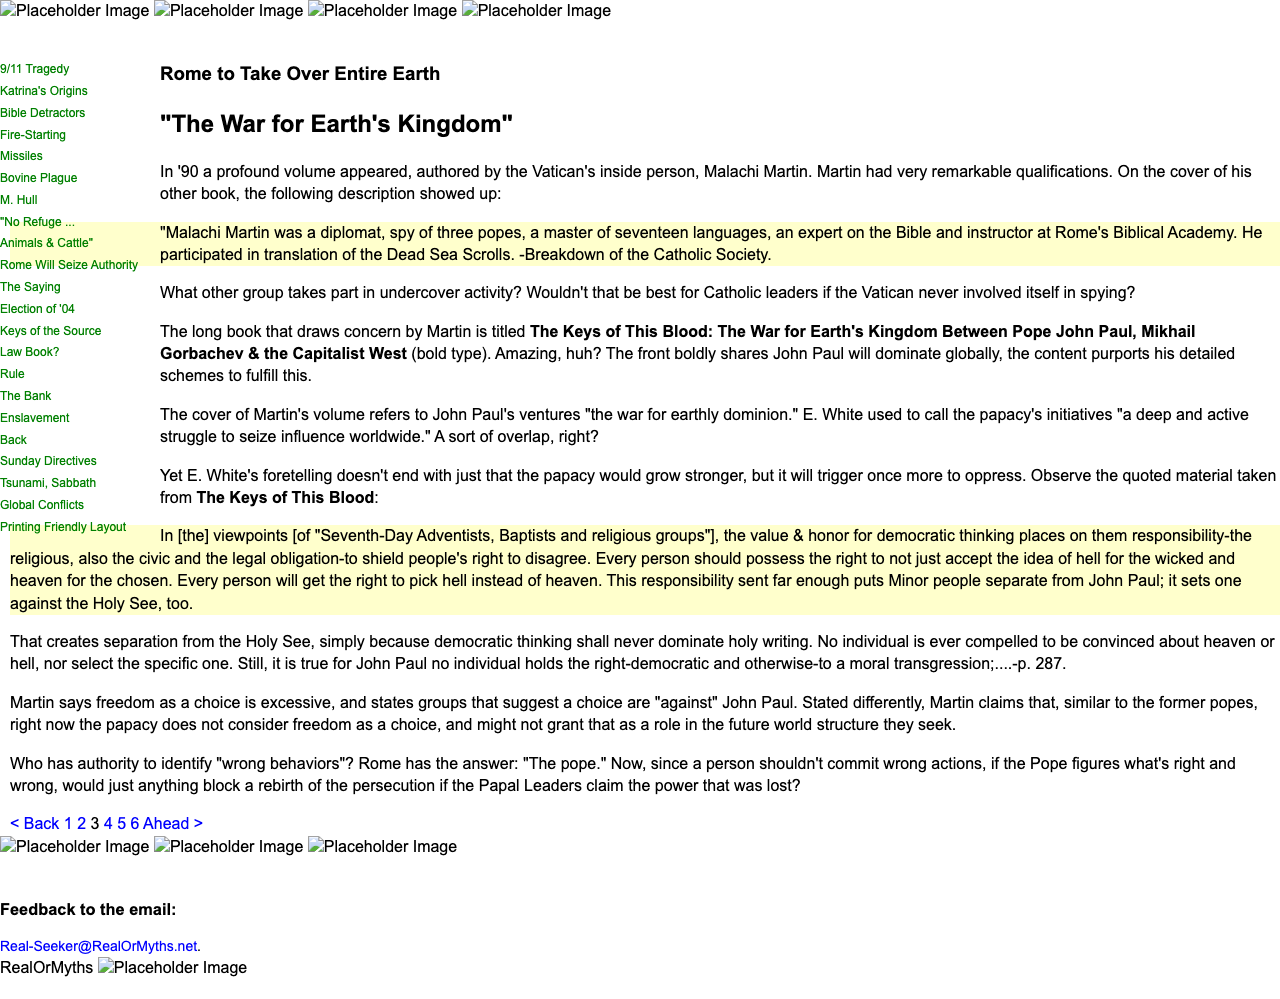 Placeholder Image Placeholder Image Placeholder Image Placeholder Image
9/11 Tragedy
Katrina's Origins
Bible Detractors
Fire-Starting
Missiles
Bovine Plague
M. Hull
"No Refuge ...
Animals & Cattle"
Rome Will Seize Authority
The Saying
Election of '04
Keys of the Source
Law Book?
Rule
The Bank
Enslavement
Back
Sunday Directives
Tsunami, Sabbath
Global Conflicts
Printing Friendly Layout
Rome to Take Over Entire Earth
"The War for Earth's Kingdom"
In '90 a profound volume appeared, authored by the Vatican's inside person, Malachi Martin. Martin had very remarkable qualifications. On the cover of his
other book, the following description showed up:
"Malachi Martin was a diplomat, spy of three popes, a master of seventeen languages, an expert on the Bible and instructor at Rome's Biblical Academy. He
participated in translation of the Dead Sea Scrolls. -Breakdown of the Catholic Society.
What other group takes part in undercover activity? Wouldn't that be best for Catholic leaders if the Vatican never involved itself in spying?
The long book that draws concern by Martin is titled The Keys of This Blood: The War for Earth's Kingdom Between Pope John Paul, Mikhail
Gorbachev & the Capitalist West (bold type). Amazing, huh? The front boldly shares John Paul will dominate globally, the content purports his detailed
schemes to fulfill this.
The cover of Martin's volume refers to John Paul's ventures "the war for earthly dominion." E. White used to call the papacy's initiatives "a deep and active
struggle to seize influence worldwide." A sort of overlap, right?
Yet E. White's foretelling doesn't end with just that the papacy would grow stronger, but it will trigger once more to oppress. Observe the quoted material taken
from The Keys of This Blood:
In [the] viewpoints [of "Seventh-Day Adventists, Baptists and religious groups"], the value & honor for democratic thinking places on them responsibility-the
religious, also the civic and the legal obligation-to shield people's right to disagree. Every person should possess the right to not just accept the idea of hell for the wicked and
heaven for the chosen. Every person will get the right to pick hell instead of heaven. This responsibility sent far enough puts Minor people separate from John Paul; it sets one
against the Holy See, too.
That creates separation from the Holy See, simply because democratic thinking shall never dominate holy writing. No individual is ever compelled to be convinced about heaven or
hell, nor select the specific one. Still, it is true for John Paul no individual holds the right-democratic and otherwise-to a moral transgression;....-p. 287.
Martin says freedom as a choice is excessive, and states groups that suggest a choice are "against" John Paul. Stated differently, Martin claims that, similar to the former popes,
right now the papacy does not consider freedom as a choice, and might not grant that as a role in the future world structure they seek.
Who has authority to identify "wrong behaviors"? Rome has the answer: "The pope." Now, since a person shouldn't commit wrong actions, if the Pope figures what's right and
wrong, would just anything block a rebirth of the persecution if the Papal Leaders claim the power that was lost?
< Back 1 2 3 4 5 6 Ahead >
Placeholder Image Placeholder Image Placeholder Image
Feedback to the email:
Real-Seeker@RealOrMyths.net.
RealOrMyths Placeholder Image